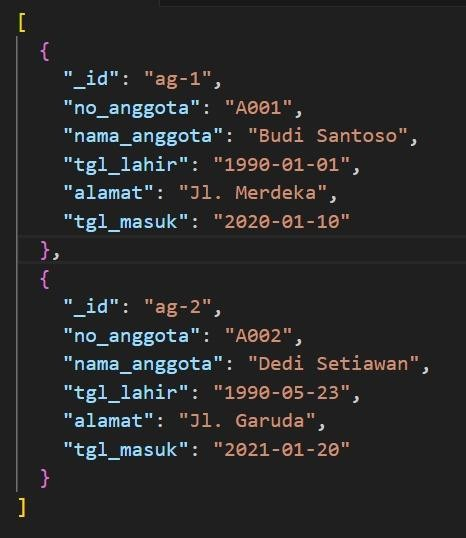 [
{
"_id": "ag-1",
"no_anggota": "A001",
"nama_anggota": "Budi Santoso",
"tgl_lahir": "1990-01-01",
"alamat": "Jl. Merdeka",
"tgl_masuk": "2020-01-10"
},
{
"_id": "ag-2",
"no_anggota": "A002",
"nama_anggota": "Dedi Setiawan",
"tgl_lahir": "1990-05-23",
"alamat": "Jl. Garuda",
"tgl_masuk": "2021-01-20"
}
]